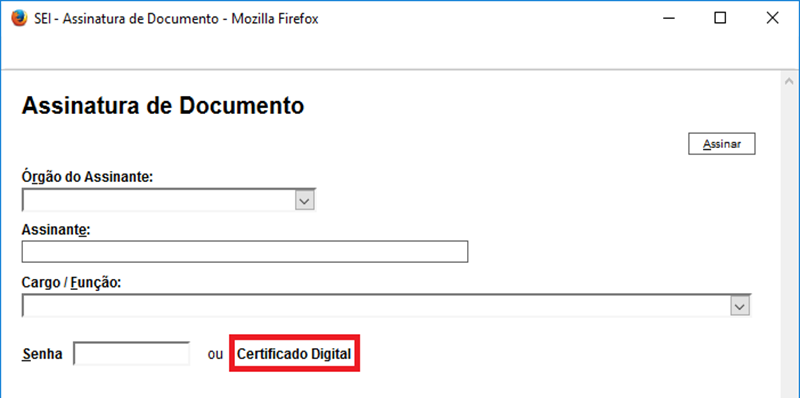 SEI - Assinatura de Documento - Mozilla Firefox
Assinatura de Documento
Assinar
Órgão do Assinante:
Assinante:
Cargo / Função:
Senha ou Certificado Digital